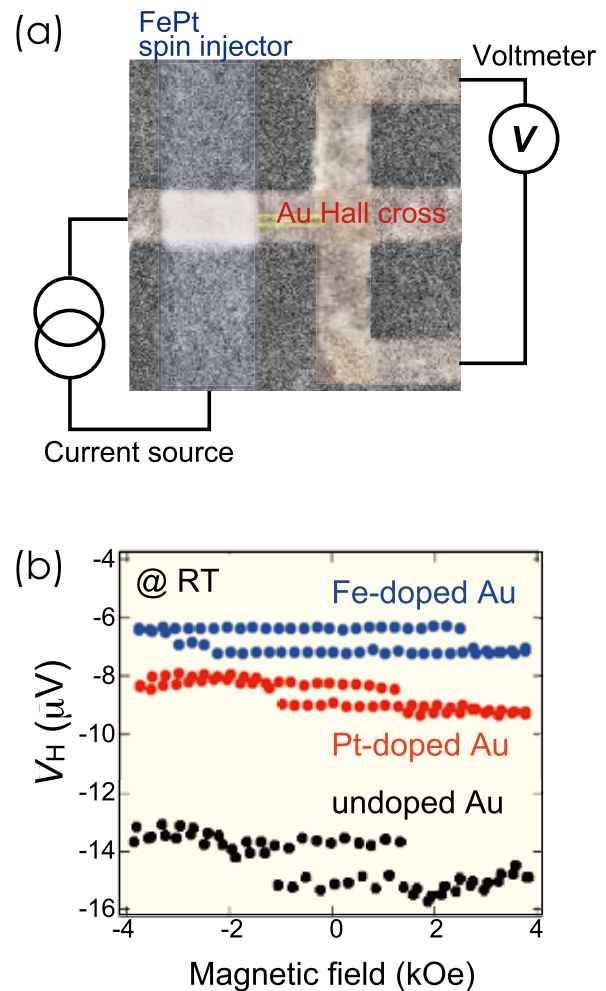 (a)
FePt
spin injector
Voltmeter
V
Au Hall cross
Current source
(b)
@ RT
Fe-doped Au
Pt-doped Au
undoped Au
-4
-6
-8
-10
-12
-14
-16
VH (μV)
-4 -2 0 2 4
Magnetic field (kOe)